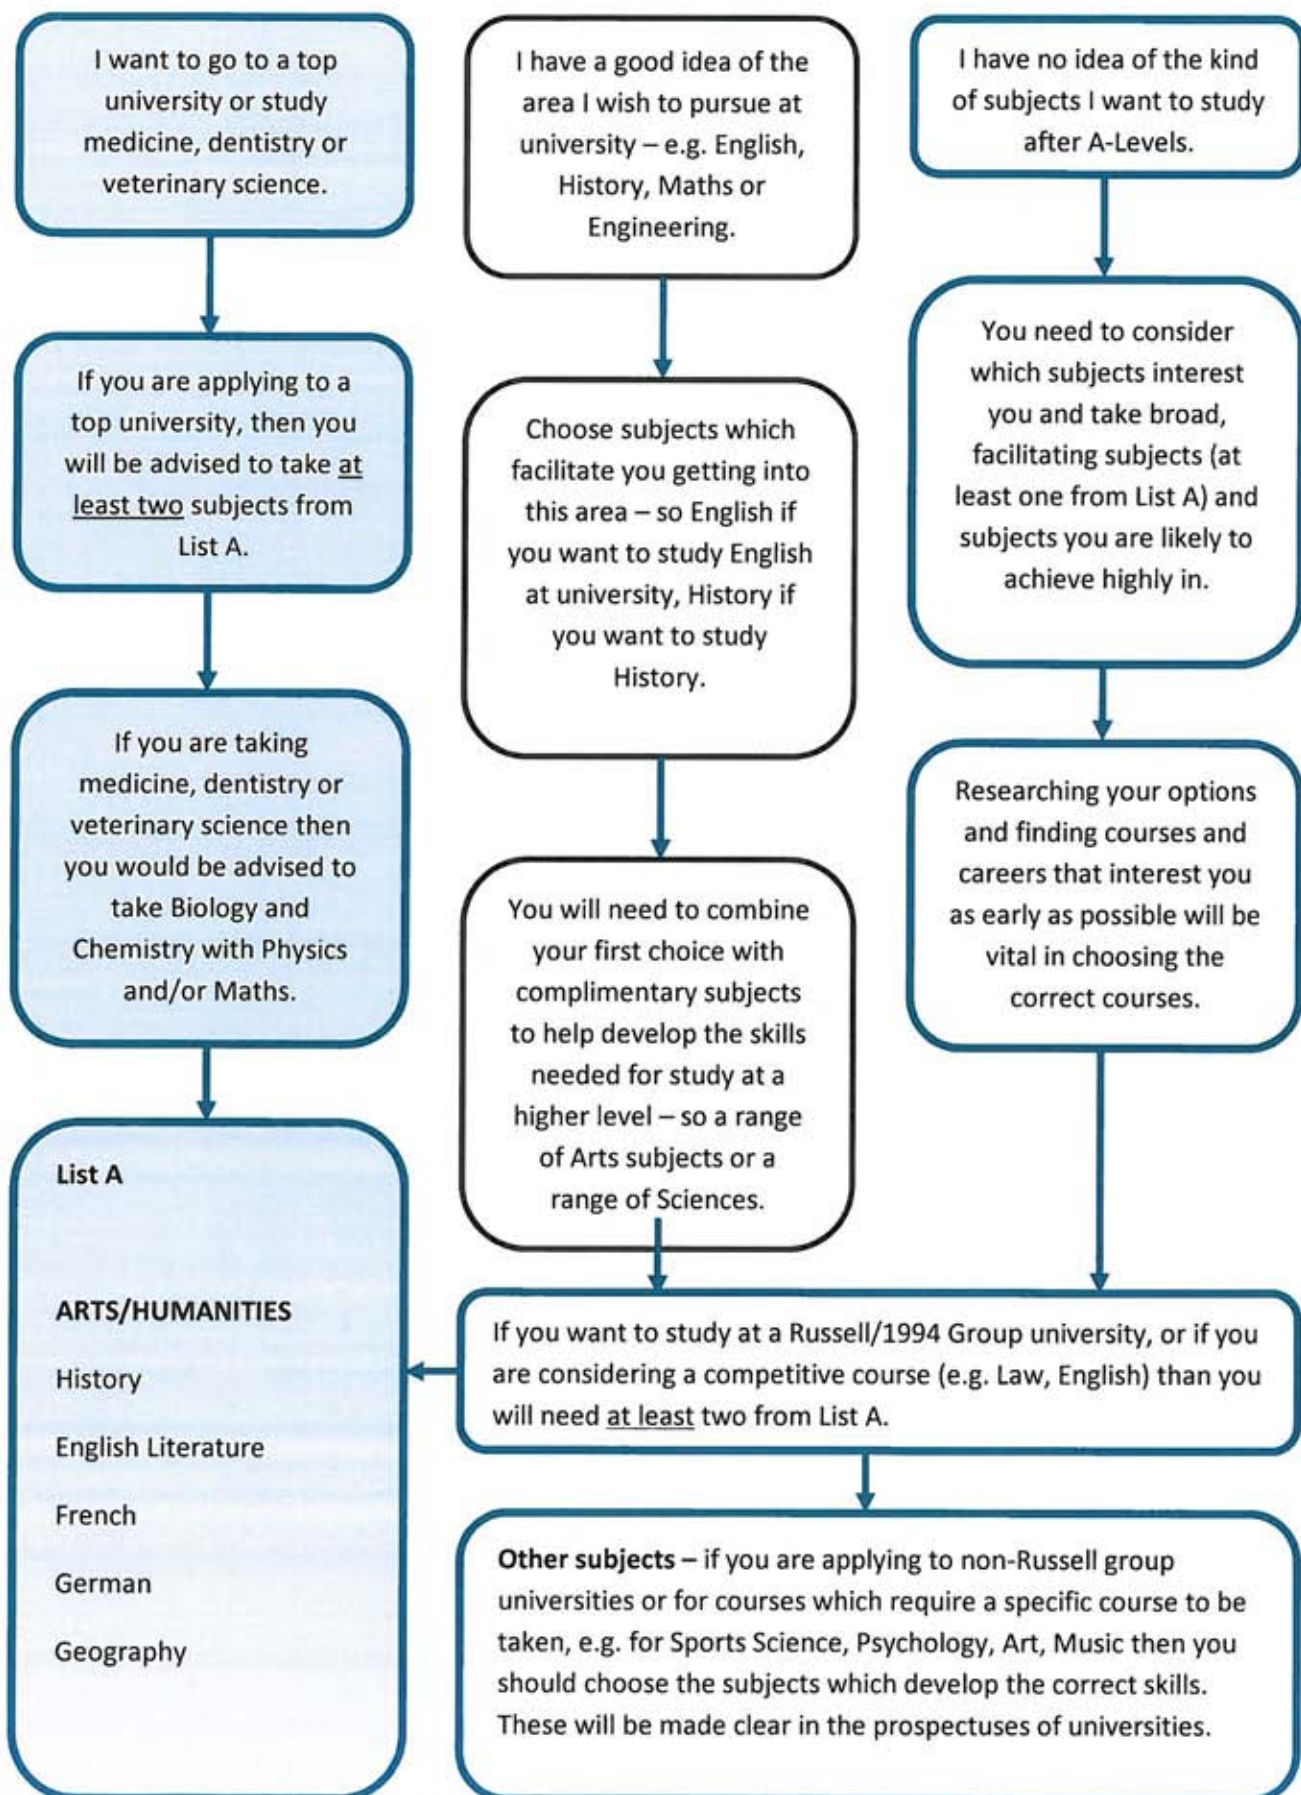 I want to go to a top
university or study
medicine, dentistry or
veterinary science.
If you are applying to a
top university, then you
will be advised to take at
least two subjects from
List A.
If you are taking
medicine, dentistry or
veterinary science then
you would be advised to
take Biology and
Chemistry with Physics
and/or Maths.
List A
ARTS/HUMANITIES
History
English Literature
French
German
Geography
I have a good idea of the
area I wish to pursue at
university – e.g. English,
History, Maths or
Engineering.
Choose subjects which
facilitate you getting into
this area – so English if
you want to study English
at university, History if
you want to study
History.
You will need to combine
your first choice with
complimentary subjects
to help develop the skills
needed for study at a
higher level – so a range
of Arts subjects or a
range of Sciences.
I have no idea of the kind
of subjects I want to study
after A-Levels.
You need to consider
which subjects interest
you and take broad,
facilitating subjects (at
least one from List A) and
subjects you are likely to
achieve highly in.
Researching your options
and finding courses and
careers that interest you
as early as possible will be
vital in choosing the
correct courses.
If you want to study at a Russell/1994 Group university, or if you
are considering a competitive course (e.g. Law, English) than you
will need at least two from List A.
Other subjects – if you are applying to non-Russell group
universities or for courses which require a specific course to be
taken, e.g. for Sports Science, Psychology, Art, Music then you
should choose the subjects which develop the correct skills.
These will be made clear in the prospectuses of universities.